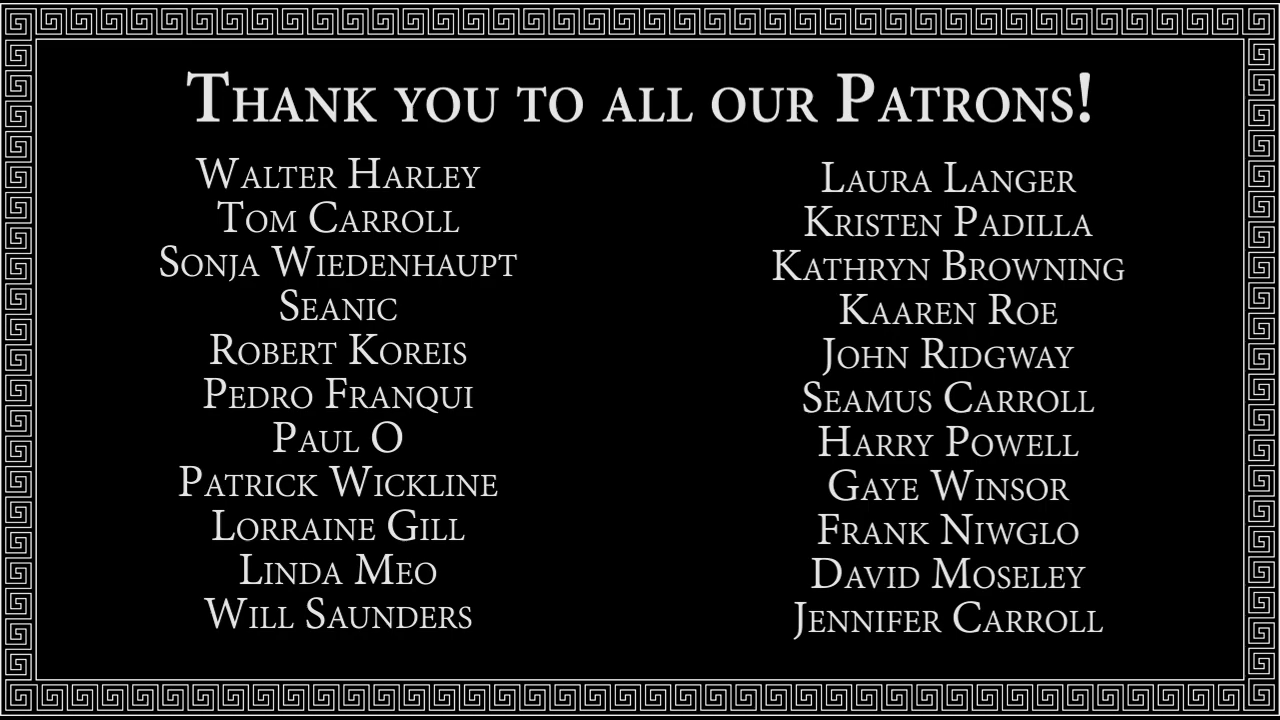 Thank you to all our Patrons!
Walter Harley
Tom Carroll
Sonja Wiedenhaupt
Seanic
Robert Koreis
Pedro Franqui
Paul O
Patrick Wickline
Lorraine Gill
Linda Meo
Will Saunders
Laura Langer
Kristen Padilla
Kathryn Browning
Kaaren Roe
John Ridgway
Seamus Carroll
Harry Powell
Gaye Winsor
Frank Niwglo
David Moseley
Jennifer Carroll